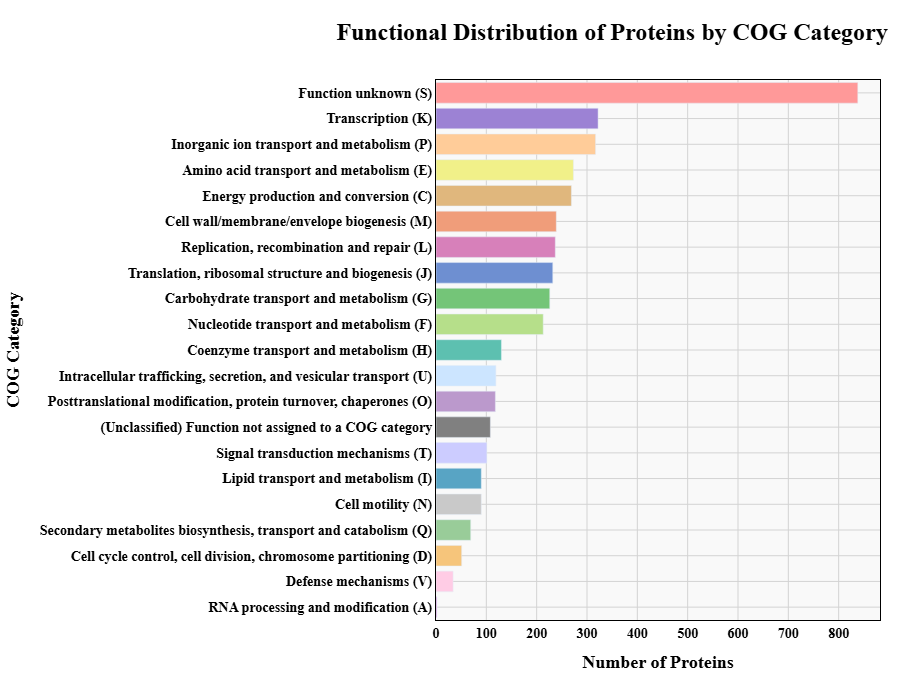 Functional Distribution of Proteins by COG Category
Function unknown (S)
Transcription (K)
Inorganic ion transport and metabolism (P)
Amino acid transport and metabolism (E)
Energy production and conversion (C)
Cell wall/membrane/envelope biogenesis (M)
Replication, recombination and repair (L)
Translation, ribosomal structure and biogenesis (J)
Carbohydrate transport and metabolism (G)
Nucleotide transport and metabolism (F)
Coenzyme transport and metabolism (H)
Intracellular trafficking, secretion, and vesicular transport (U)
Posttranslational modification, protein turnover, chaperones (O)
(Unclassified) Function not assigned to a COG category
Signal transduction mechanisms (T)
Lipid transport and metabolism (I)
Cell motility (N)
Secondary metabolites biosynthesis, transport and catabolism (Q)
Cell cycle control, cell division, chromosome partitioning (D)
Defense mechanisms (V)
RNA processing and modification (A)
COG Category
0 100 200 300 400 500 600 700 800
Number of Proteins